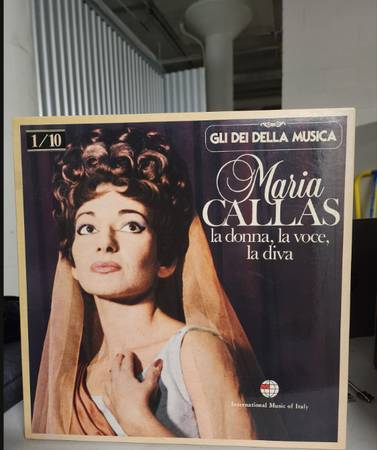 1/10
GLI DEI DELLA MUSICA
Maria
CALLAS
la donna, la voce,
la diva
International Music of Italy